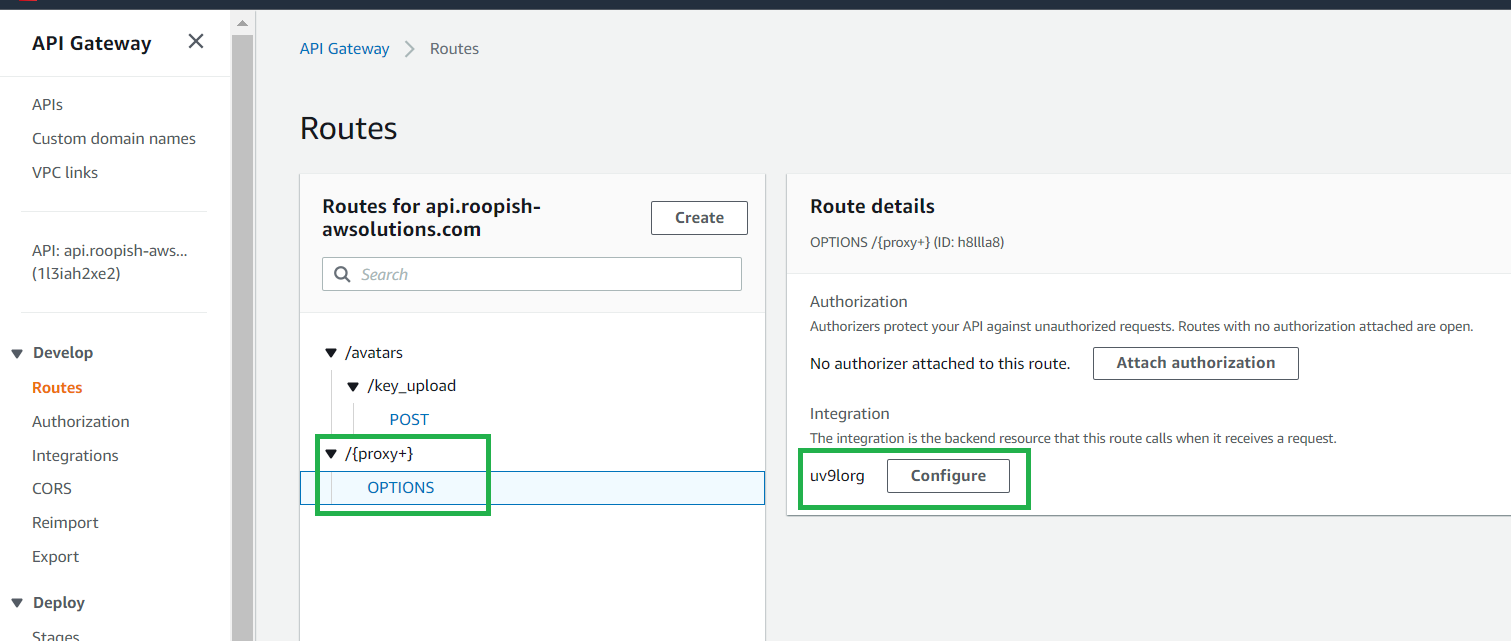 API Gateway
APIs
Custom domain names
VPC links
API: api.roopish-aws...
(1l3iah2xe2)
Develop
Routes
Authorization
Integrations
CORS
Reimport
Export
Deploy
Stages
API Gateway > Routes
Routes
Routes for api.roopish-
awsolutions.com
Create
Search
/avatars
/key_upload
POST
/{proxy+}
OPTIONS
Route details
OPTIONS /{proxy+} (ID: h8llla8)
Authorization
Authorizers protect your API against unauthorized requests. Routes with no authorization attached are open.
No authorizer attached to this route.
Attach authorization
Integration
The integration is the backend resource that this route calls when it receives a request.
uv9lorg
Configure